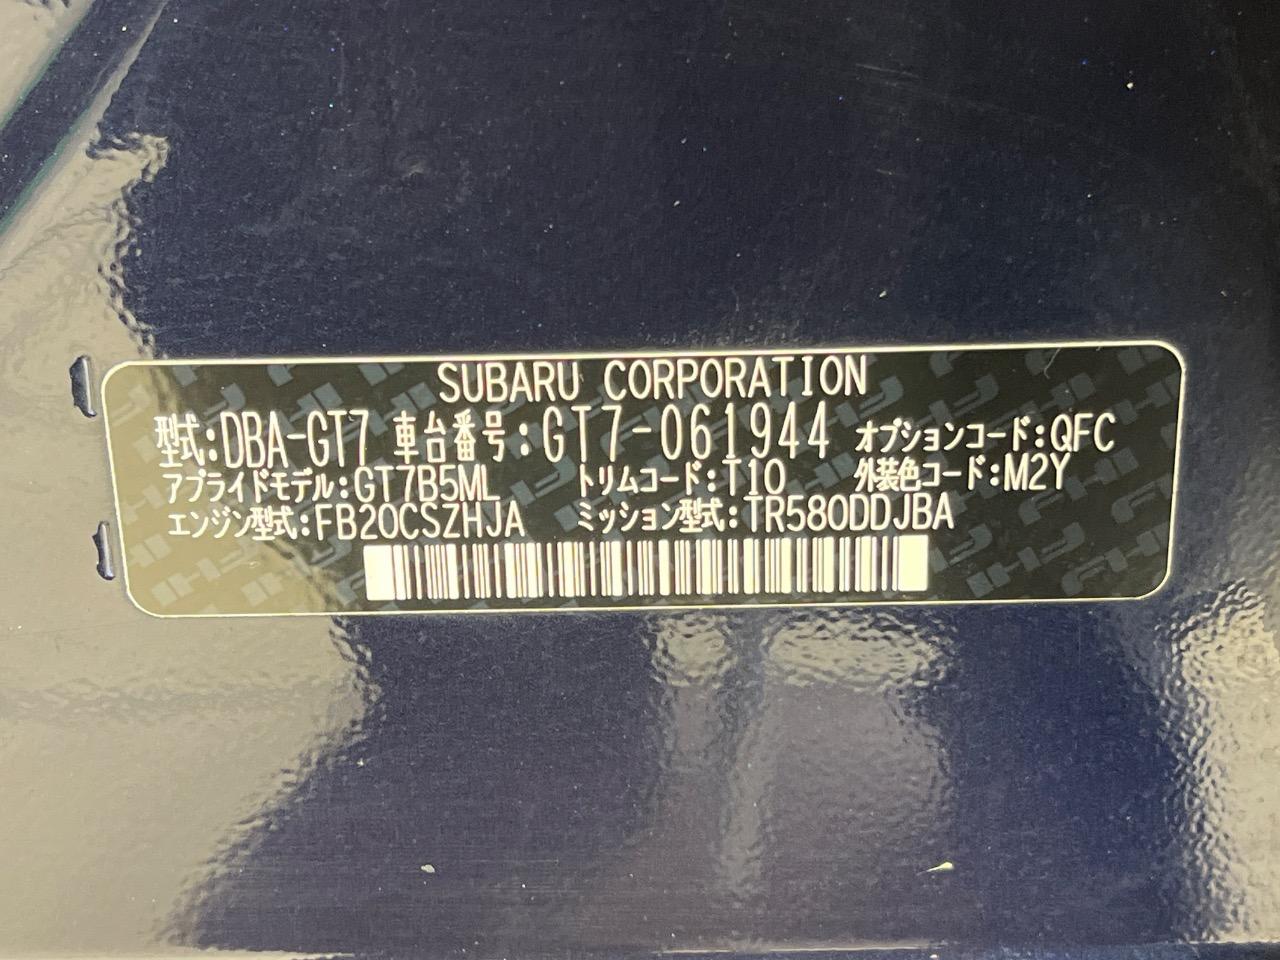 SUBARU CORPORATION
型式:DBA-GT7 車台番号:GT7-061944 オプションコード:QFC
アプライドモデル:GT7B5ML トリムコード:T10 外装色コード:M2Y
エンジン型式:FB20CSZHJA ミッション型式:TR580DDJBA